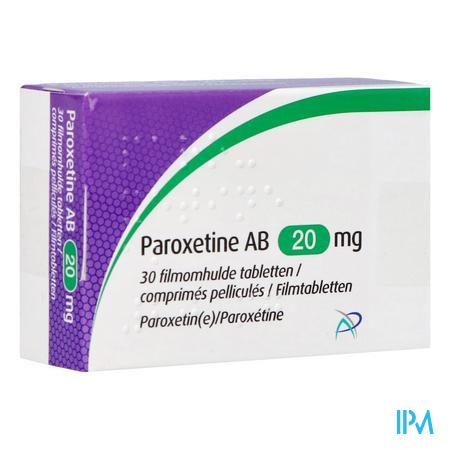 Paroxetine AB 20 mg
30 filmomhulde tabletten /
comprimés pelliculés / Filmtabletten
Paroxetin(e)/Paroxétine
Paroxetine AB 20 mg
30 filmomhulde tabletten /
comprimés pelliculés / Filmtabletten
IPM